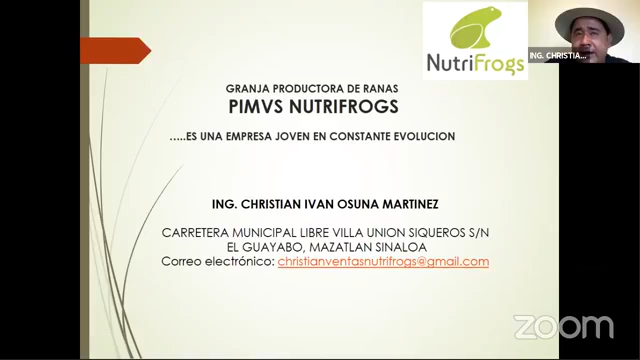 NutriFrogs
ING. CHRISTIA...
GRANJA PRODUCTORA DE RANAS
PIMVS NUTRIFROGS
.....ES UNA EMPRESA JOVEN EN CONSTANTE EVOLUCION
ING. CHRISTIAN IVAN OSUNA MARTINEZ
CARRETERA MUNICIPAL LIBRE VILLA UNION SIQUEROS S/N
EL GUAYABO, MAZATLAN SINALOA
Correo electrónico: christianventasnutrifrogs@gmail.com
zoom